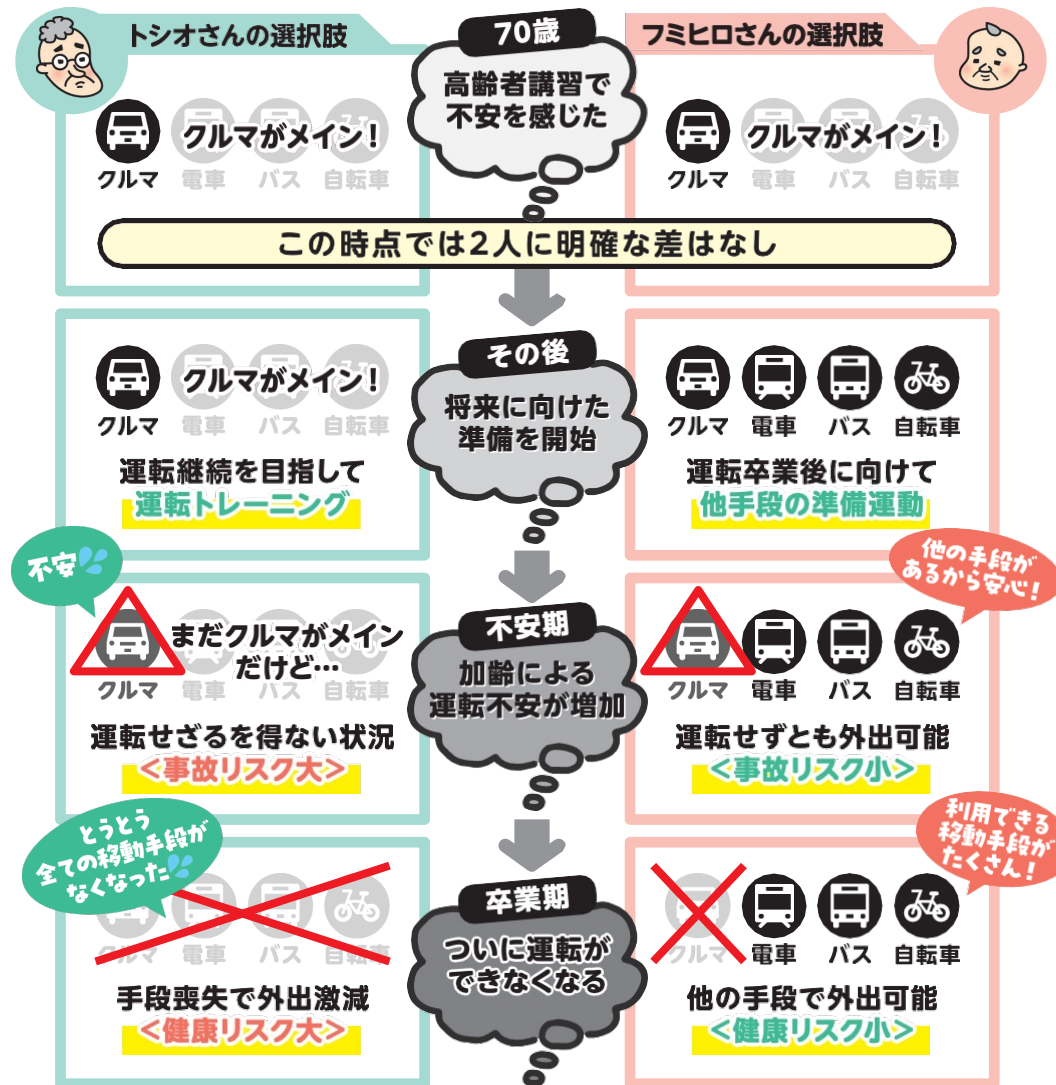 トシオさんの選択肢
70歳
フミヒロさんの選択肢
高齢者講習で
不安を感じた
クルマがメイン!
クルマ 電車 バス 自転車
クルマがメイン!
クルマ 電車 バス 自転車
この時点では2人に明確な差はなし
その後
将来に向けた
準備を開始
クルマがメイン!
クルマ 電車 バス 自転車
運転継続を目指して
運転トレーニング
クルマ 電車 バス 自転車
運転卒業後に向けて
他手段の準備運動
不安期
加齢による
運転不安が増加
不安
まだクルマがメイン
だけど…
クルマ 電車 バス 自転車
運転せざるを得ない状況
<事故リスク大>
他の手段が
あるから安心!
クルマ 電車 バス 自転車
運転せずとも外出可能
<事故リスク小>
卒業期
ついに運転が
できなくなる
とうとう
全ての移動手段が
なくなった
クルマ 電車 バス 自転車
手段喪失で外出激減
<健康リスク大>
利用できる
移動手段が
たくさん!
クルマ 電車 バス 自転車
他の手段で外出可能
<健康リスク小>